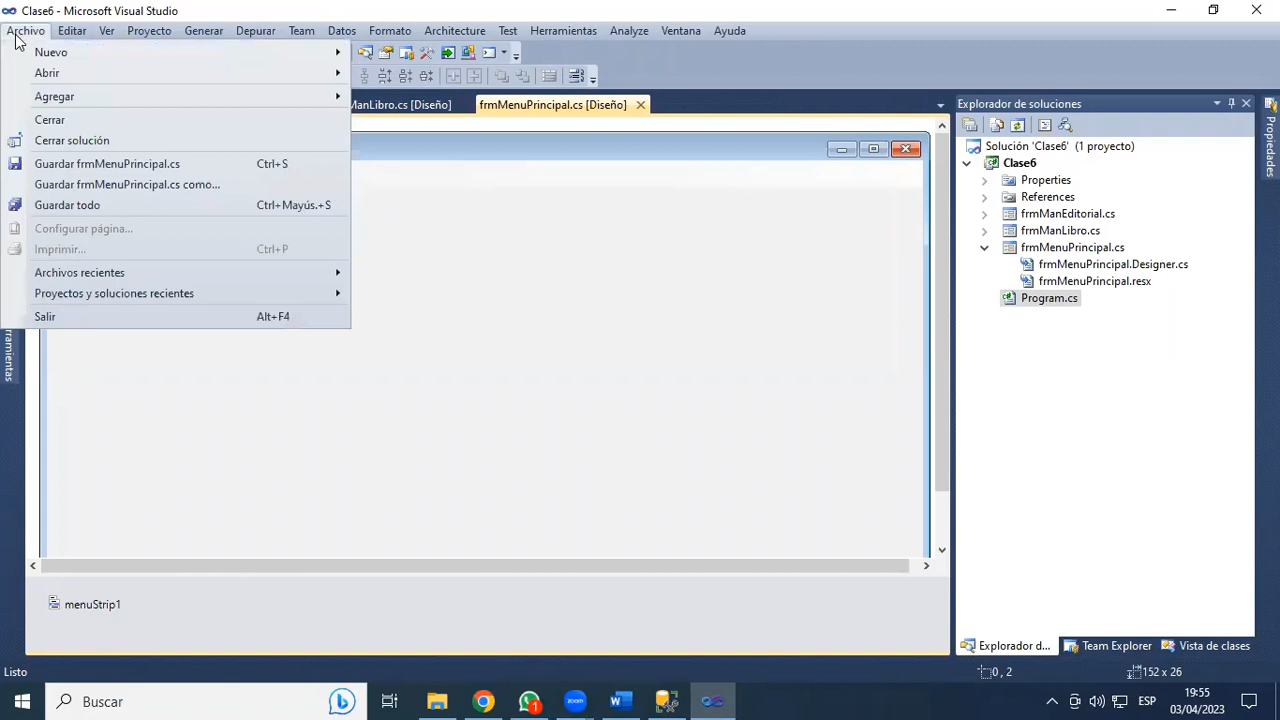 Clase6 - Microsoft Visual Studio
Archivo Editar Ver Proyecto Generar Depurar Team Datos Formato Architecture Test Herramientas Analyze Ventana Ayuda
Nuevo
Abrir
Agregar
Cerrar
Cerrar solución
Guardar frmMenuPrincipal.cs Ctrl+S
Guardar frmMenuPrincipal.cs como...
Guardar todo Ctrl+Mayús.+S
Configurar página...
Imprimir... Ctrl+P
Archivos recientes
Proyectos y soluciones recientes
Salir Alt+F4
ManLibro.cs [Diseño] frmMenuPrincipal.cs [Diseño]
menuStrip1
Explorador de soluciones
Solución 'Clase6' (1 proyecto)
Clase6
Properties
References
frmManEditorial.cs
frmManLibro.cs
frmMenuPrincipal.cs
frmMenuPrincipal.Designer.cs
frmMenuPrincipal.resx
Program.cs
Propiedades
Explorador d... Team Explorer Vista de clases
Listo 0 , 2 152 x 26
Buscar
zoom
1
ESP
19:55
03/04/2023